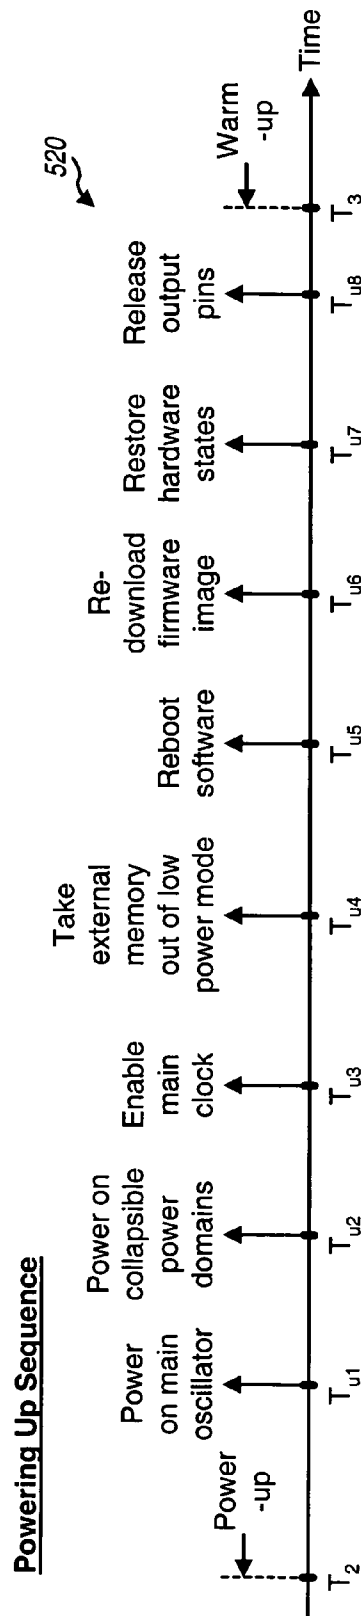 Powering Up Sequence
520
Power
-up
Power
on main
oscillator
Power on
collapsible
power
domains
Enable
main
clock
Take
external
memory
out of low
power mode
Reboot
software
Re-
download
firmware
image
Restore
hardware
states
Release
output
pins
Warm
-up
T2
Tu1
Tu2
Tu3
Tu4
Tu5
Tu6
Tu7
Tu8
T3
Time